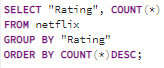 SELECT "Rating", COUNT(*)
FROM netflix
GROUP BY "Rating"
ORDER BY COUNT(*)DESC;